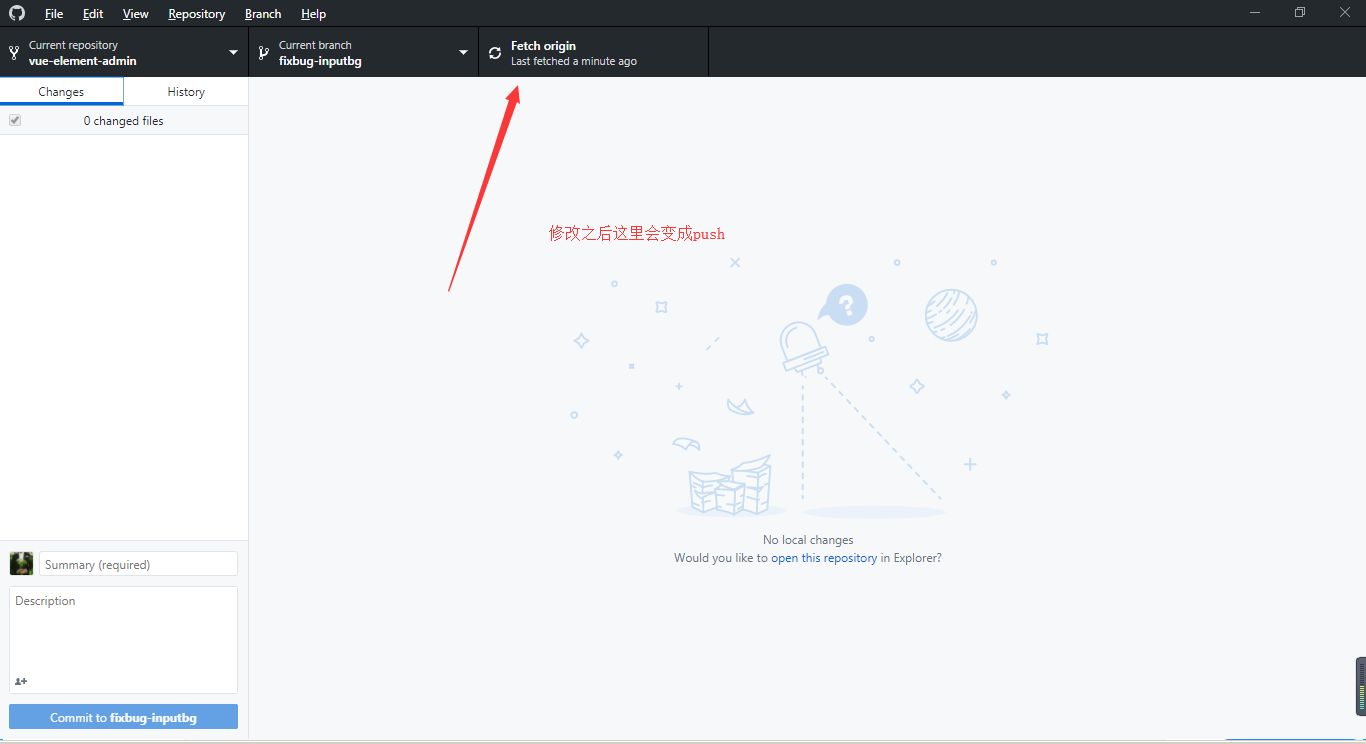 File Edit View Repository Branch Help
Current repository
vue-element-admin
Current branch
fixbug-inputbg
Fetch origin
Last fetched a minute ago
Changes
History
0 changed files
修改之后这里会变成push
?
No local changes
Would you like to open this repository in Explorer?
Summary (required)
Description
Commit to fixbug-inputbg